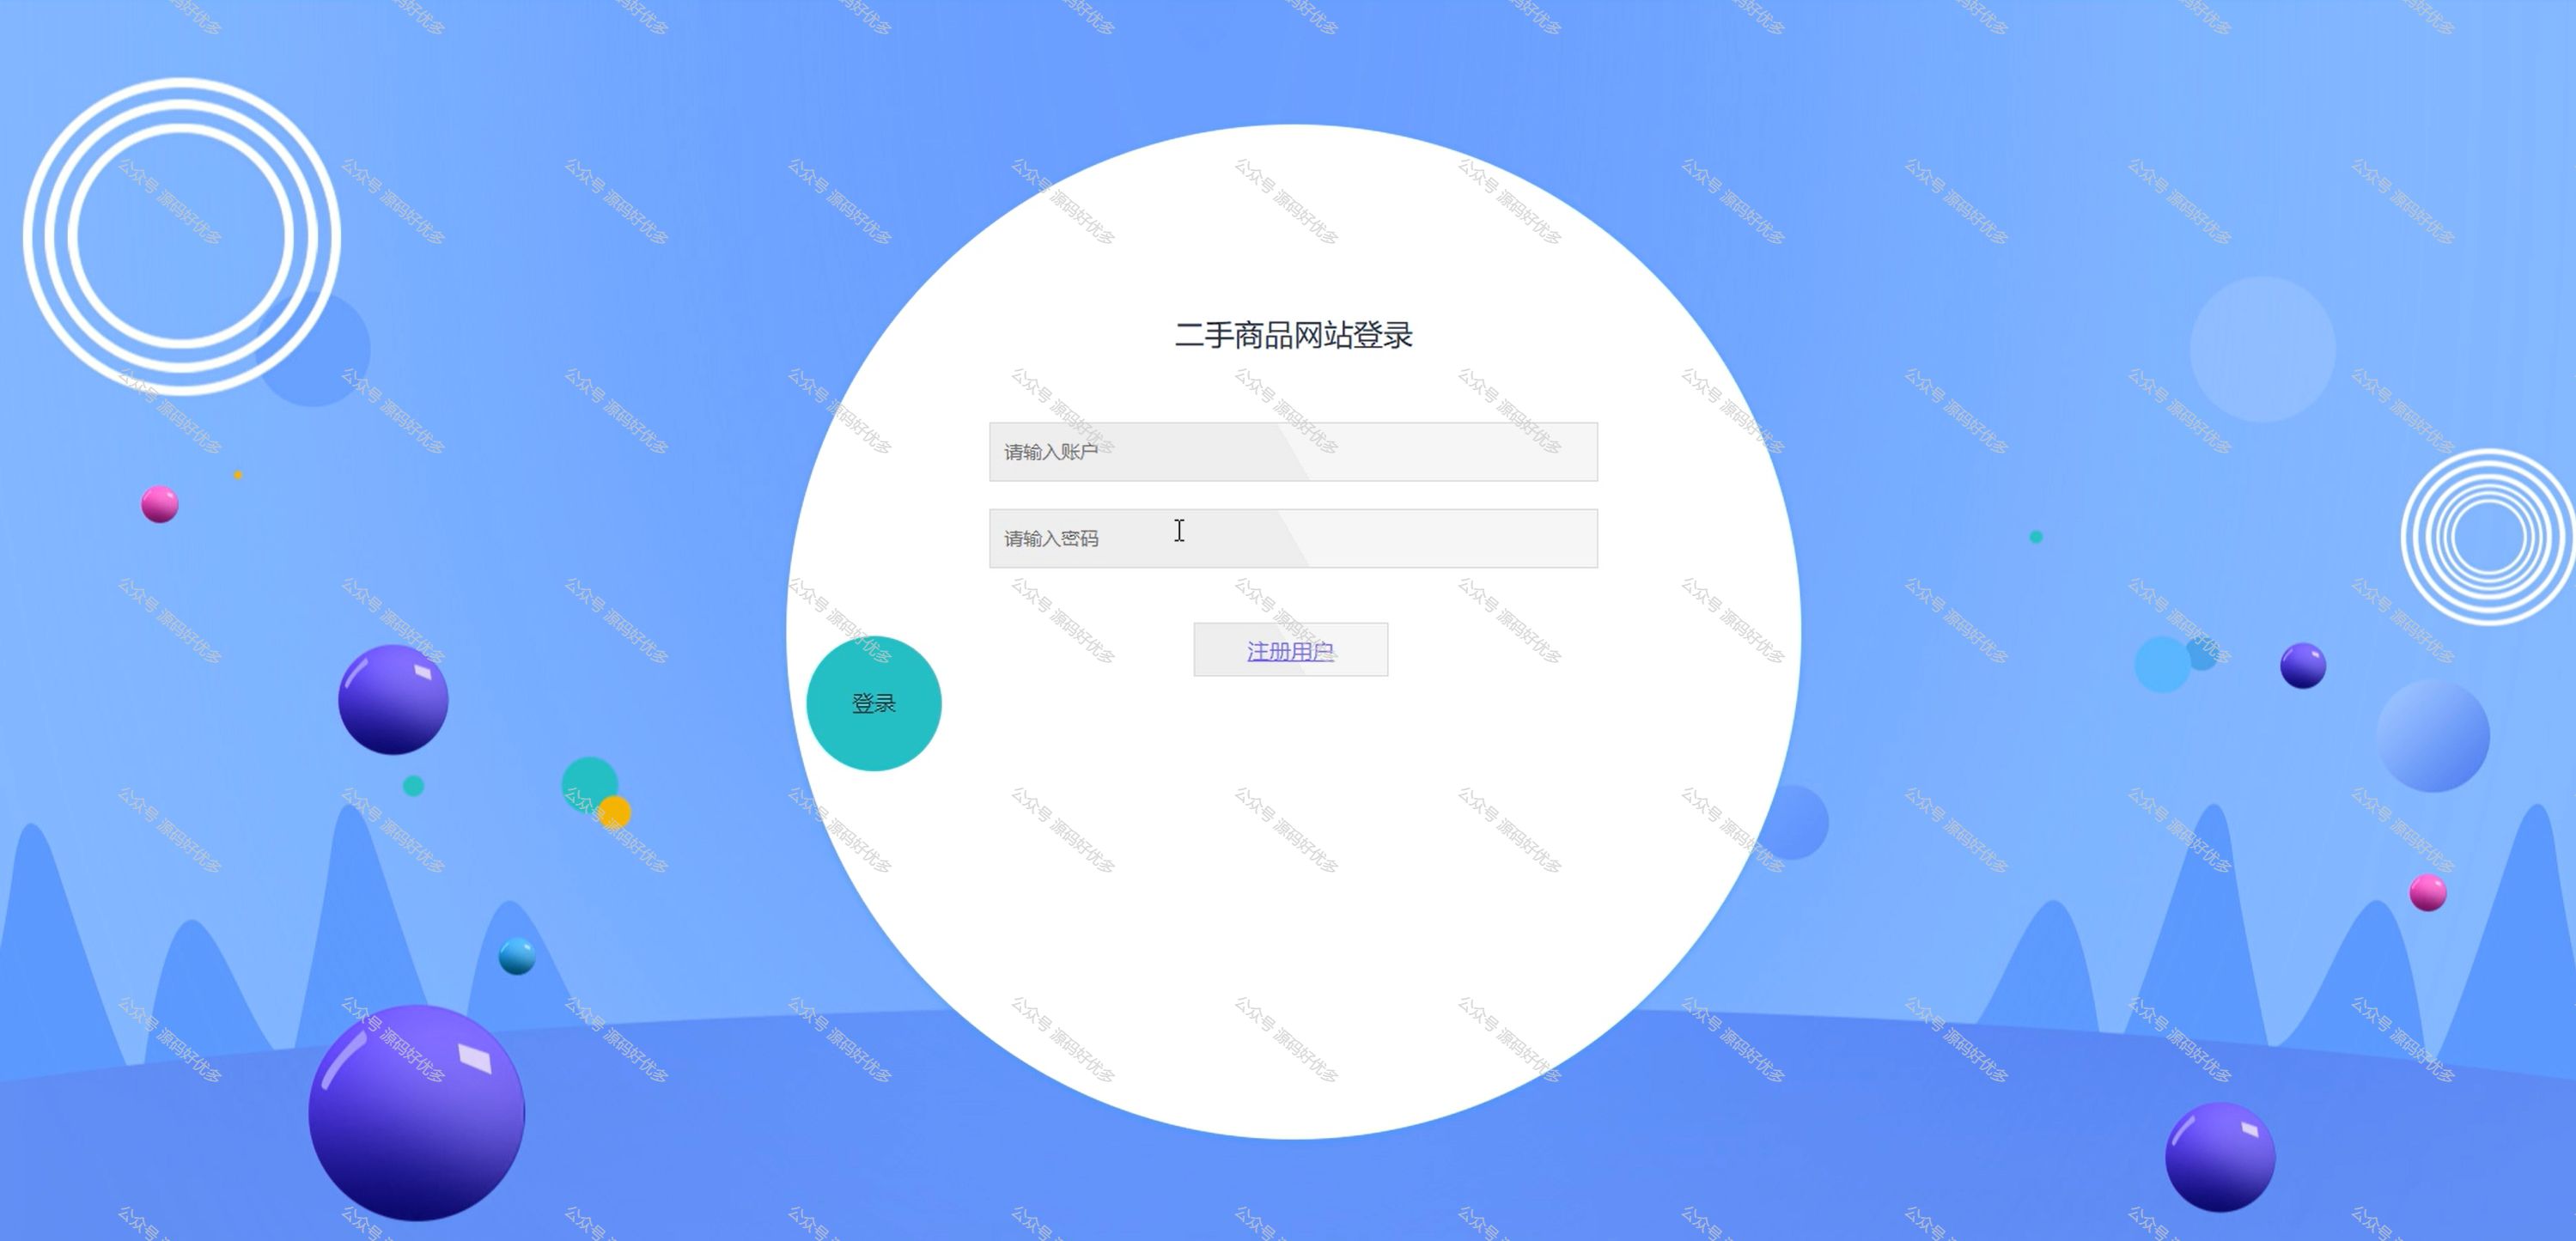 二手商品网站登录
请输入账户
请输入密码
注册用户
登录
公众号 源码好优多